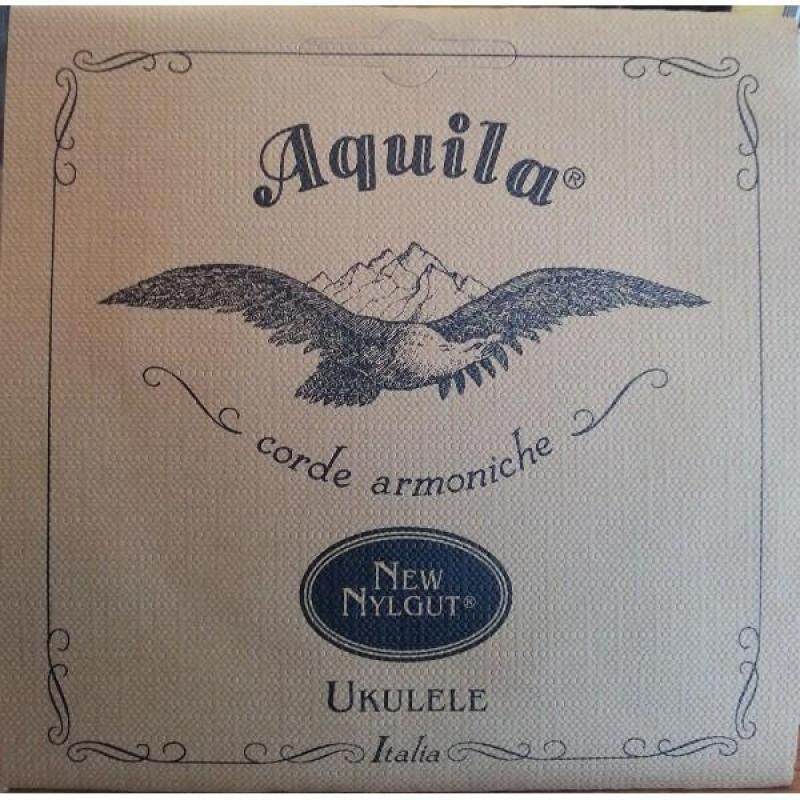 Aquila®
corde armoniche
NEW
NYLGUT®
UKULELE
Italia